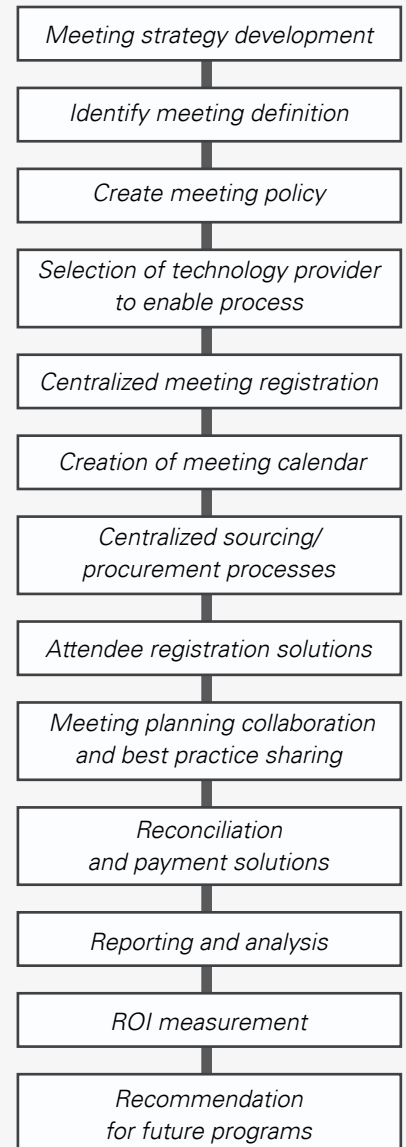 Meeting strategy development
Identify meeting definition
Create meeting policy
Selection of technology provider
to enable process
Centralized meeting registration
Creation of meeting calendar
Centralized sourcing/
procurement processes
Attendee registration solutions
Meeting planning collaboration
and best practice sharing
Reconciliation
and payment solutions
Reporting and analysis
ROI measurement
Recommendation
for future programs